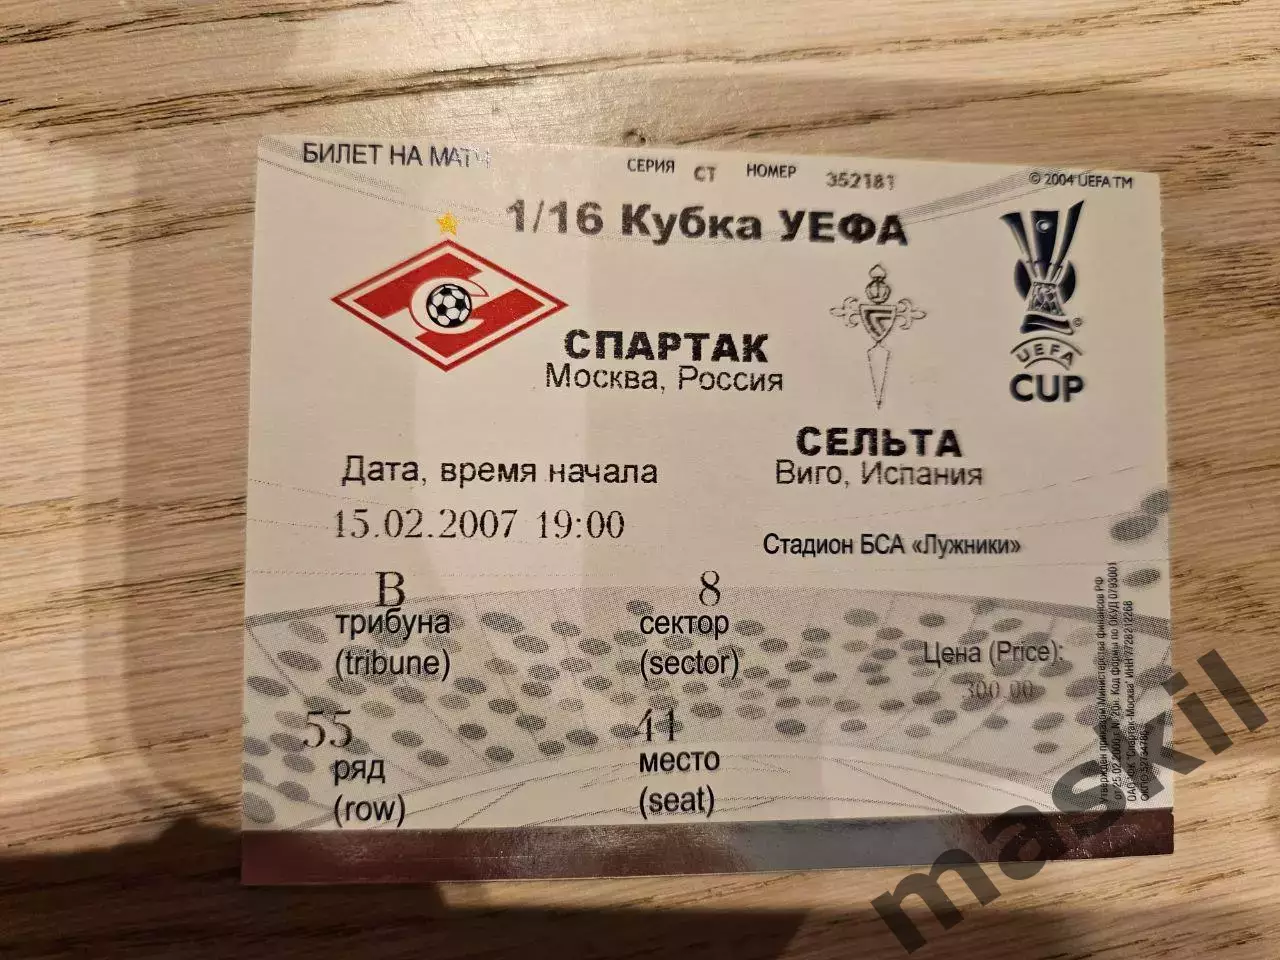 БИЛЕТ НА МАТЧ
СЕРИЯ СТ НОМЕР 352181
© 2004 UEFA TM
1/16 Кубка УЕФА
СПАРТАК
Москва, Россия
UEFA
CUP
СЕЛЬТА
Виго, Испания
Дата, время начала
15.02.2007 19:00
Стадион БСА «Лужники»
B
трибуна
(tribune)
8
сектор
(sector)
Цена (Price):
300.00
55
ряд
(row)
41
место
(seat)
maskil